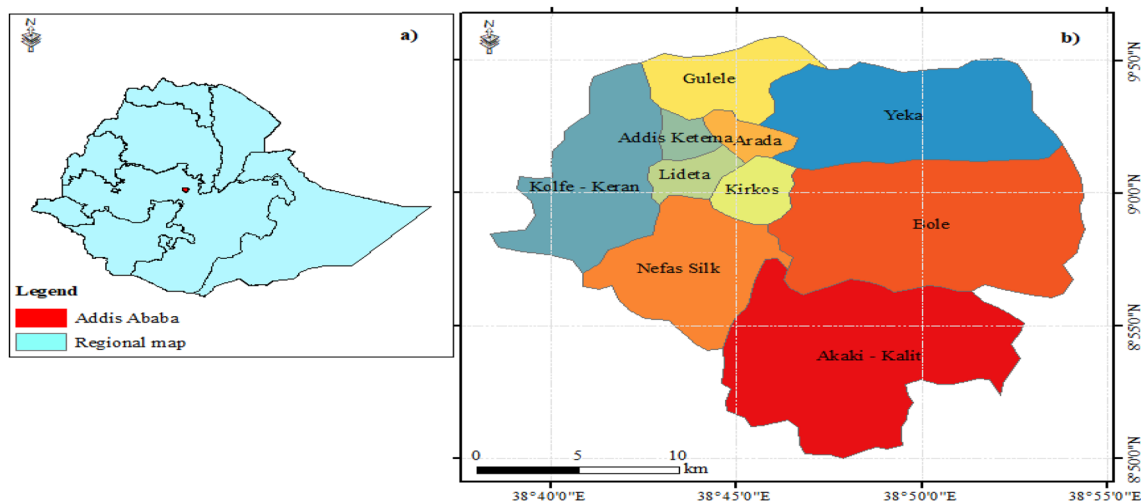 N
a)
Legend
Addis Ababa
Regional map
N
b)
Gulele
Yeka
Addis Ketema
Arada
Lideta
Kolfe - Keran
Kirkos
Bole
Nefas Silk
Akaki - Kalit
0 5 10
km
38°40'0"E 38°45'0"E 38°50'0"E 38°55'0"E
9°5'0"N
9°0'0"N
8°55'0"N
8°50'0"N